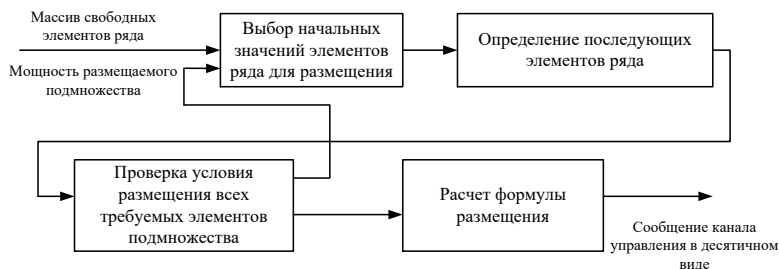 Массив свободных
элементов ряда
Мощность размещаемого
подмножества
Выбор начальных
значений элементов
ряда для размещения
Определение последующих
элементов ряда
Проверка условия
размещения всех
требуемых элементов
подмножества
Расчет формулы
размещения
Сообщение канала
управления в десятичном
виде